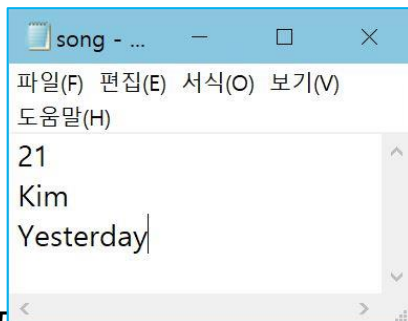 song - ...
파일(F) 편집(E) 서식(O) 보기(V)
도움말(H)
21
Kim
Yesterday